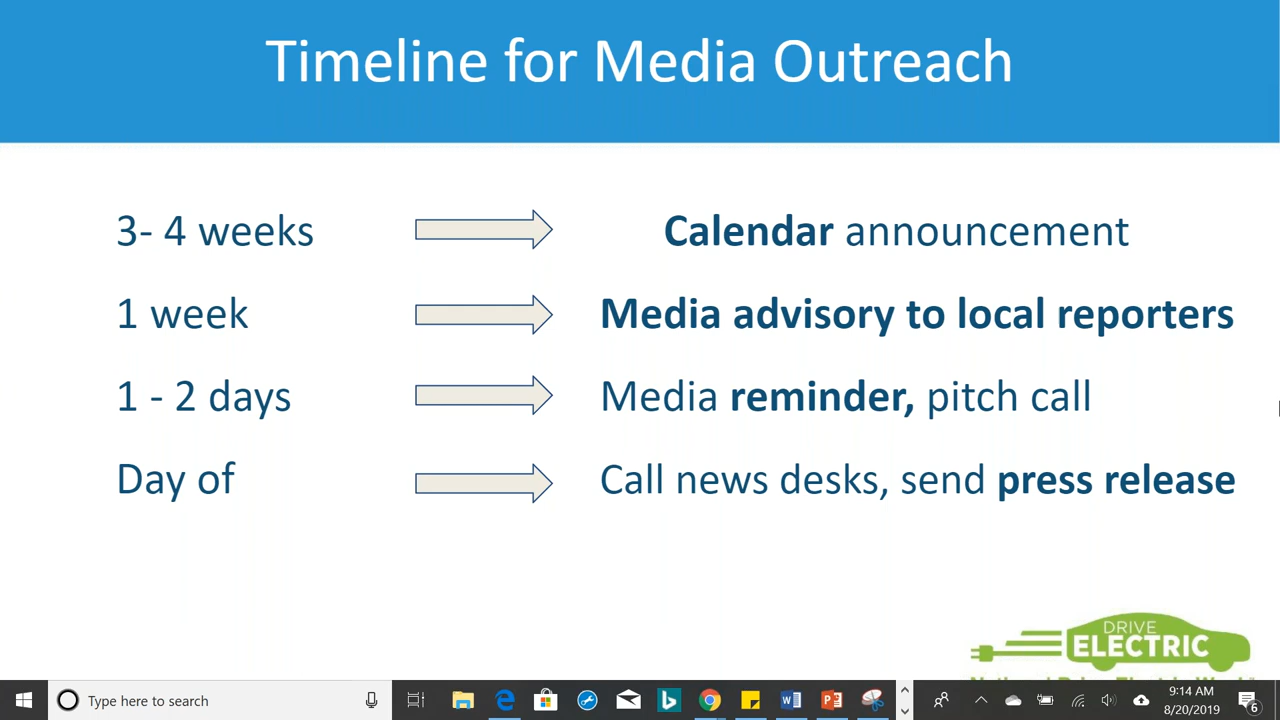 Timeline for Media Outreach
3- 4 weeks Calendar announcement
1 week Media advisory to local reporters
1 - 2 days Media reminder, pitch call
Day of Call news desks, send press release
DRIVE
ELECTRIC
Type here to search
9:14 AM
8/20/2019
6